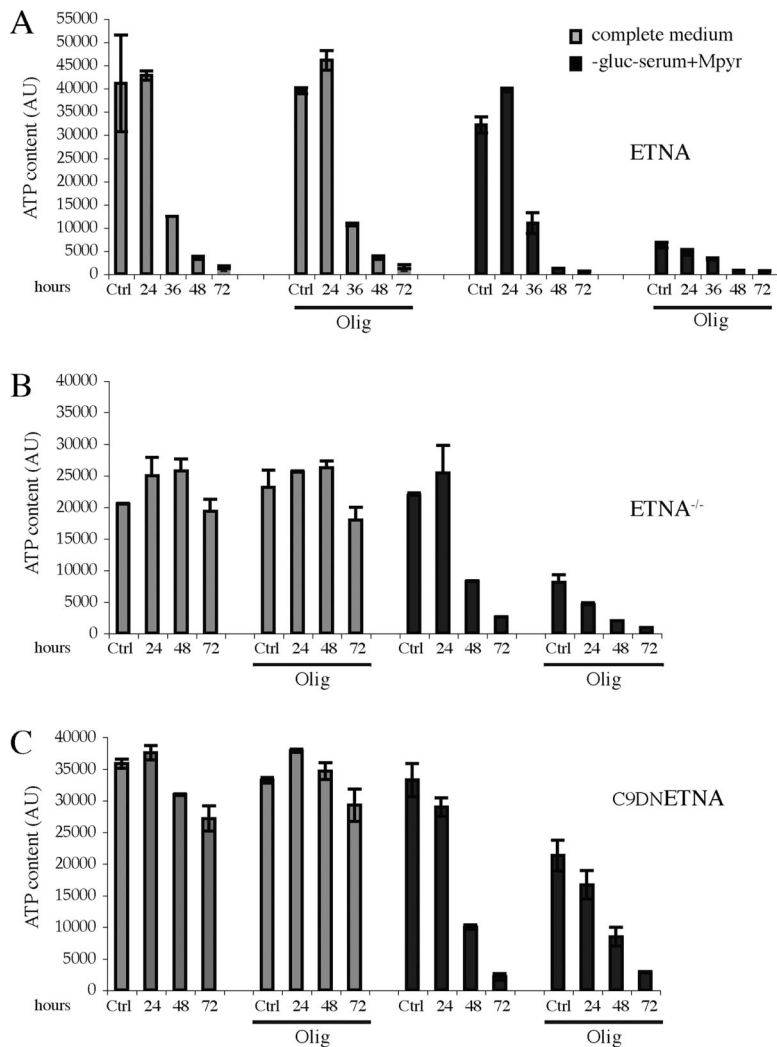 A
55000
50000
45000
40000
35000
30000
25000
20000
15000
10000
5000
0
ATP content (AU)
complete medium
-gluc-serum+Mpyr
ETNA
hours
Ctrl 24 36 48 72 Ctrl 24 36 48 72 Ctrl 24 36 48 72 Ctrl 24 36 48 72
Olig Olig
B
40000
35000
30000
25000
20000
15000
10000
5000
0
ATP content (AU)
ETNA-/-
hours
Ctrl 24 48 72 Ctrl 24 48 72 Ctrl 24 48 72 Ctrl 24 48 72
Olig Olig
C
40000
35000
30000
25000
20000
15000
10000
5000
0
ATP content (AU)
C9DNETNA
hours
Ctrl 24 48 72 Ctrl 24 48 72 Ctrl 24 48 72 Ctrl 24 48 72
Olig Olig